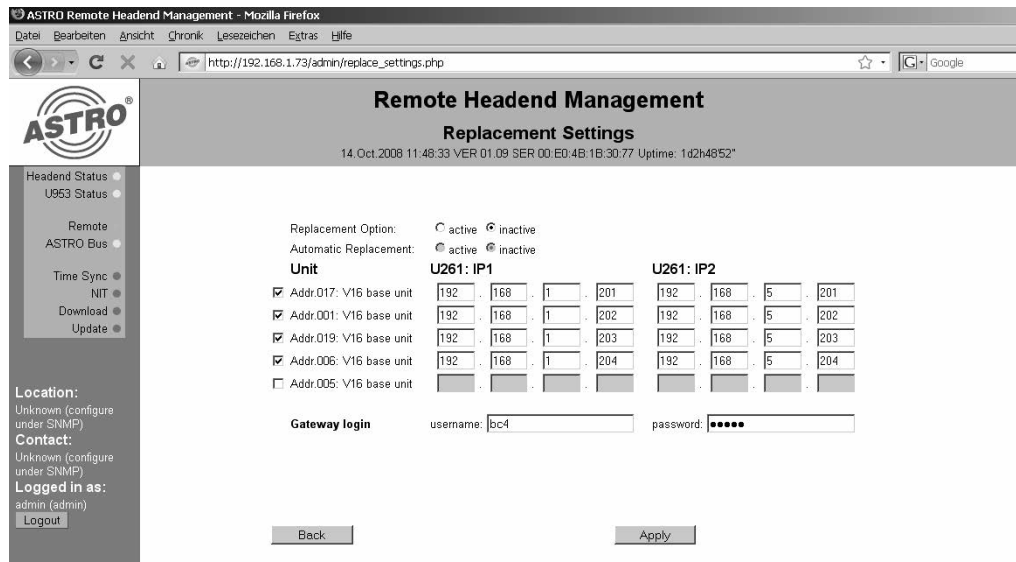 ASTRO Remote Headend Management - Mozilla Firefox
Datei Bearbeiten Ansicht Chronik Lesezeichen Extras Hilfe
http://192.168.1.73/admin/replace_settings.php
G Google
ASTRO ®
Remote Headend Management
Replacement Settings
14.Oct.2008 11:48:33 VER 01.09 SER 00:E0:4B:1B:30:77 Uptime: 1d2h48'52"
Headend Status
U953 Status
Remote
ASTRO Bus
Time Sync
NIT
Download
Update
Location:
Unknown (configure
under SNMP)
Contact:
Unknown (configure
under SNMP)
Logged in as:
admin (admin)
Logout
Replacement Option: active inactive
Automatic Replacement: active inactive
Unit U261: IP1 U261: IP2
Addr.017: V16 base unit 192 . 168 . 1 . 201 192 . 168 . 5 . 201
Addr.001: V16 base unit 192 . 168 . 1 . 202 192 . 168 . 5 . 202
Addr.019: V16 base unit 192 . 168 . 1 . 203 192 . 168 . 5 . 203
Addr.006: V16 base unit 192 . 168 . 1 . 204 192 . 168 . 5 . 204
Addr.005: V16 base unit . . . . . .
Gateway login username: bc4 password: ●●●●●
Back Apply